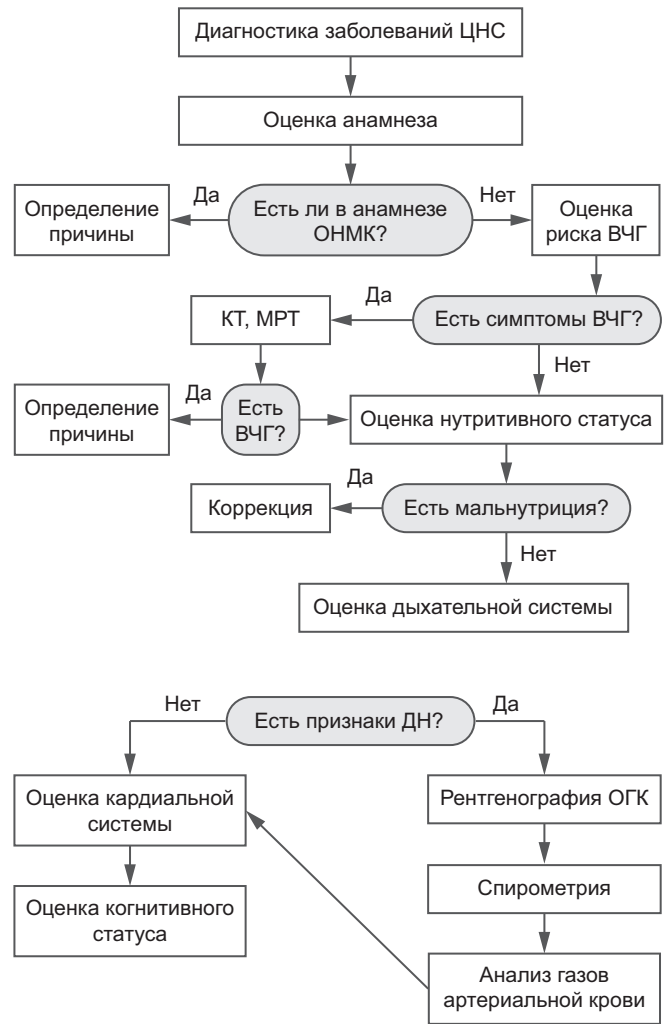 Диагностика заболеваний ЦНС
Оценка анамнеза
Да
Нет
Определение
причины
Есть ли в анамнезе
ОНМК?
Оценка
риска ВЧГ
Да
КТ, МРТ
Есть симптомы ВЧГ?
Нет
Да
Определение
причины
Есть
ВЧГ?
Оценка нутритивного статуса
Да
Коррекция
Есть мальнутриция?
Нет
Оценка дыхательной системы
Нет
Есть признаки ДН?
Да
Оценка кардиальной
системы
Рентгенография ОГК
Оценка когнитивного
статуса
Спирометрия
Анализ газов
артериальной крови